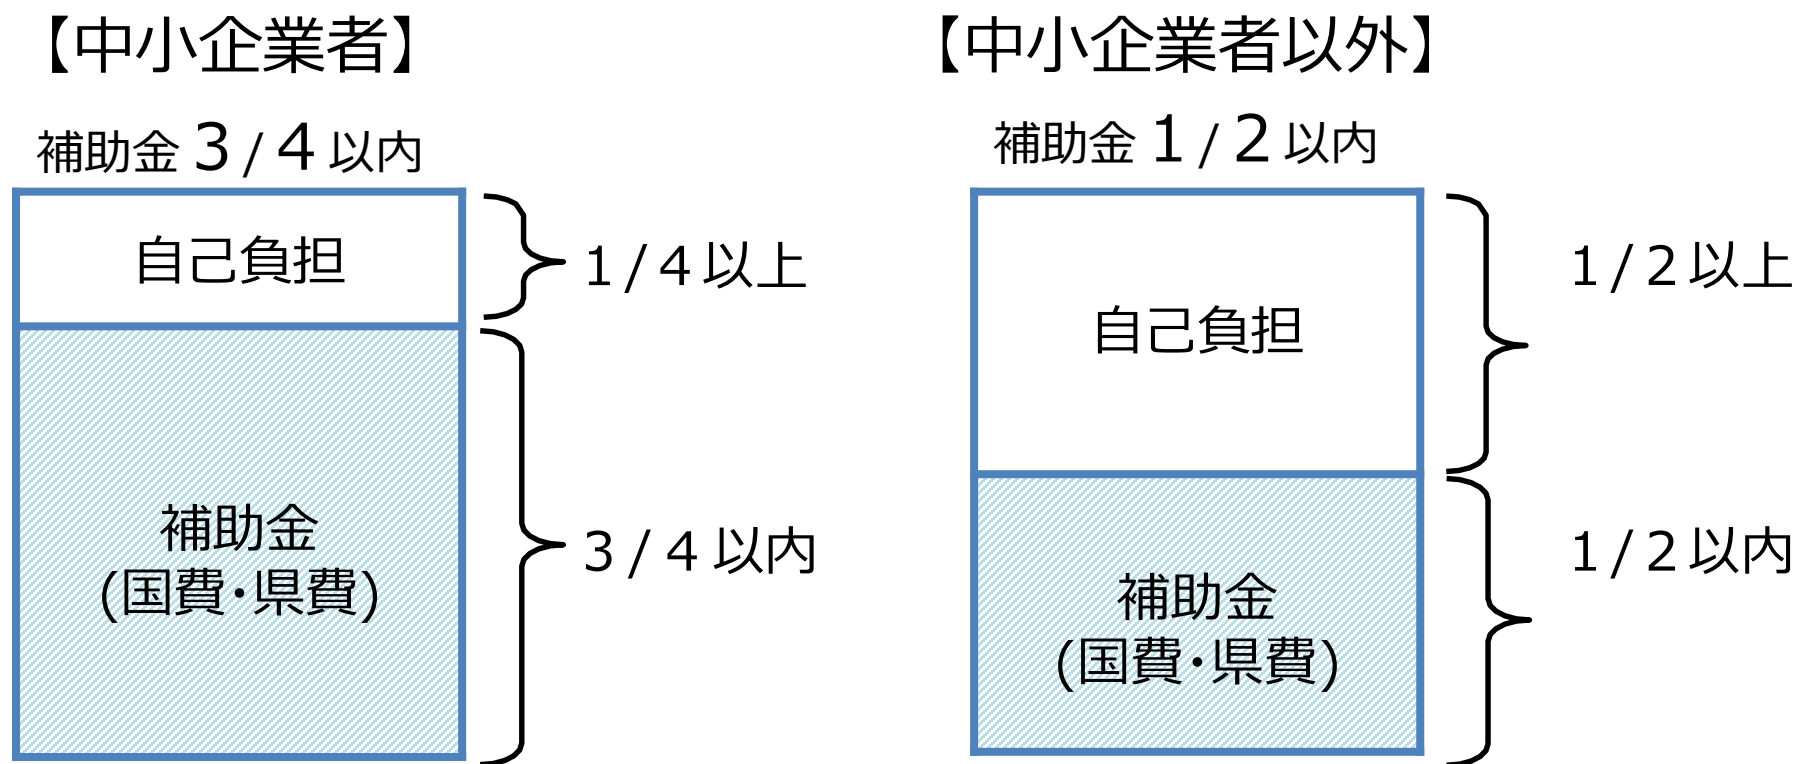 【中小企業者】
補助金 3 / 4 以内
自己負担
1 / 4 以上
補助金
(国費・県費)
3 / 4 以内
【中小企業者以外】
補助金 1 / 2 以内
自己負担
1 / 2 以上
補助金
(国費・県費)
1 / 2 以内